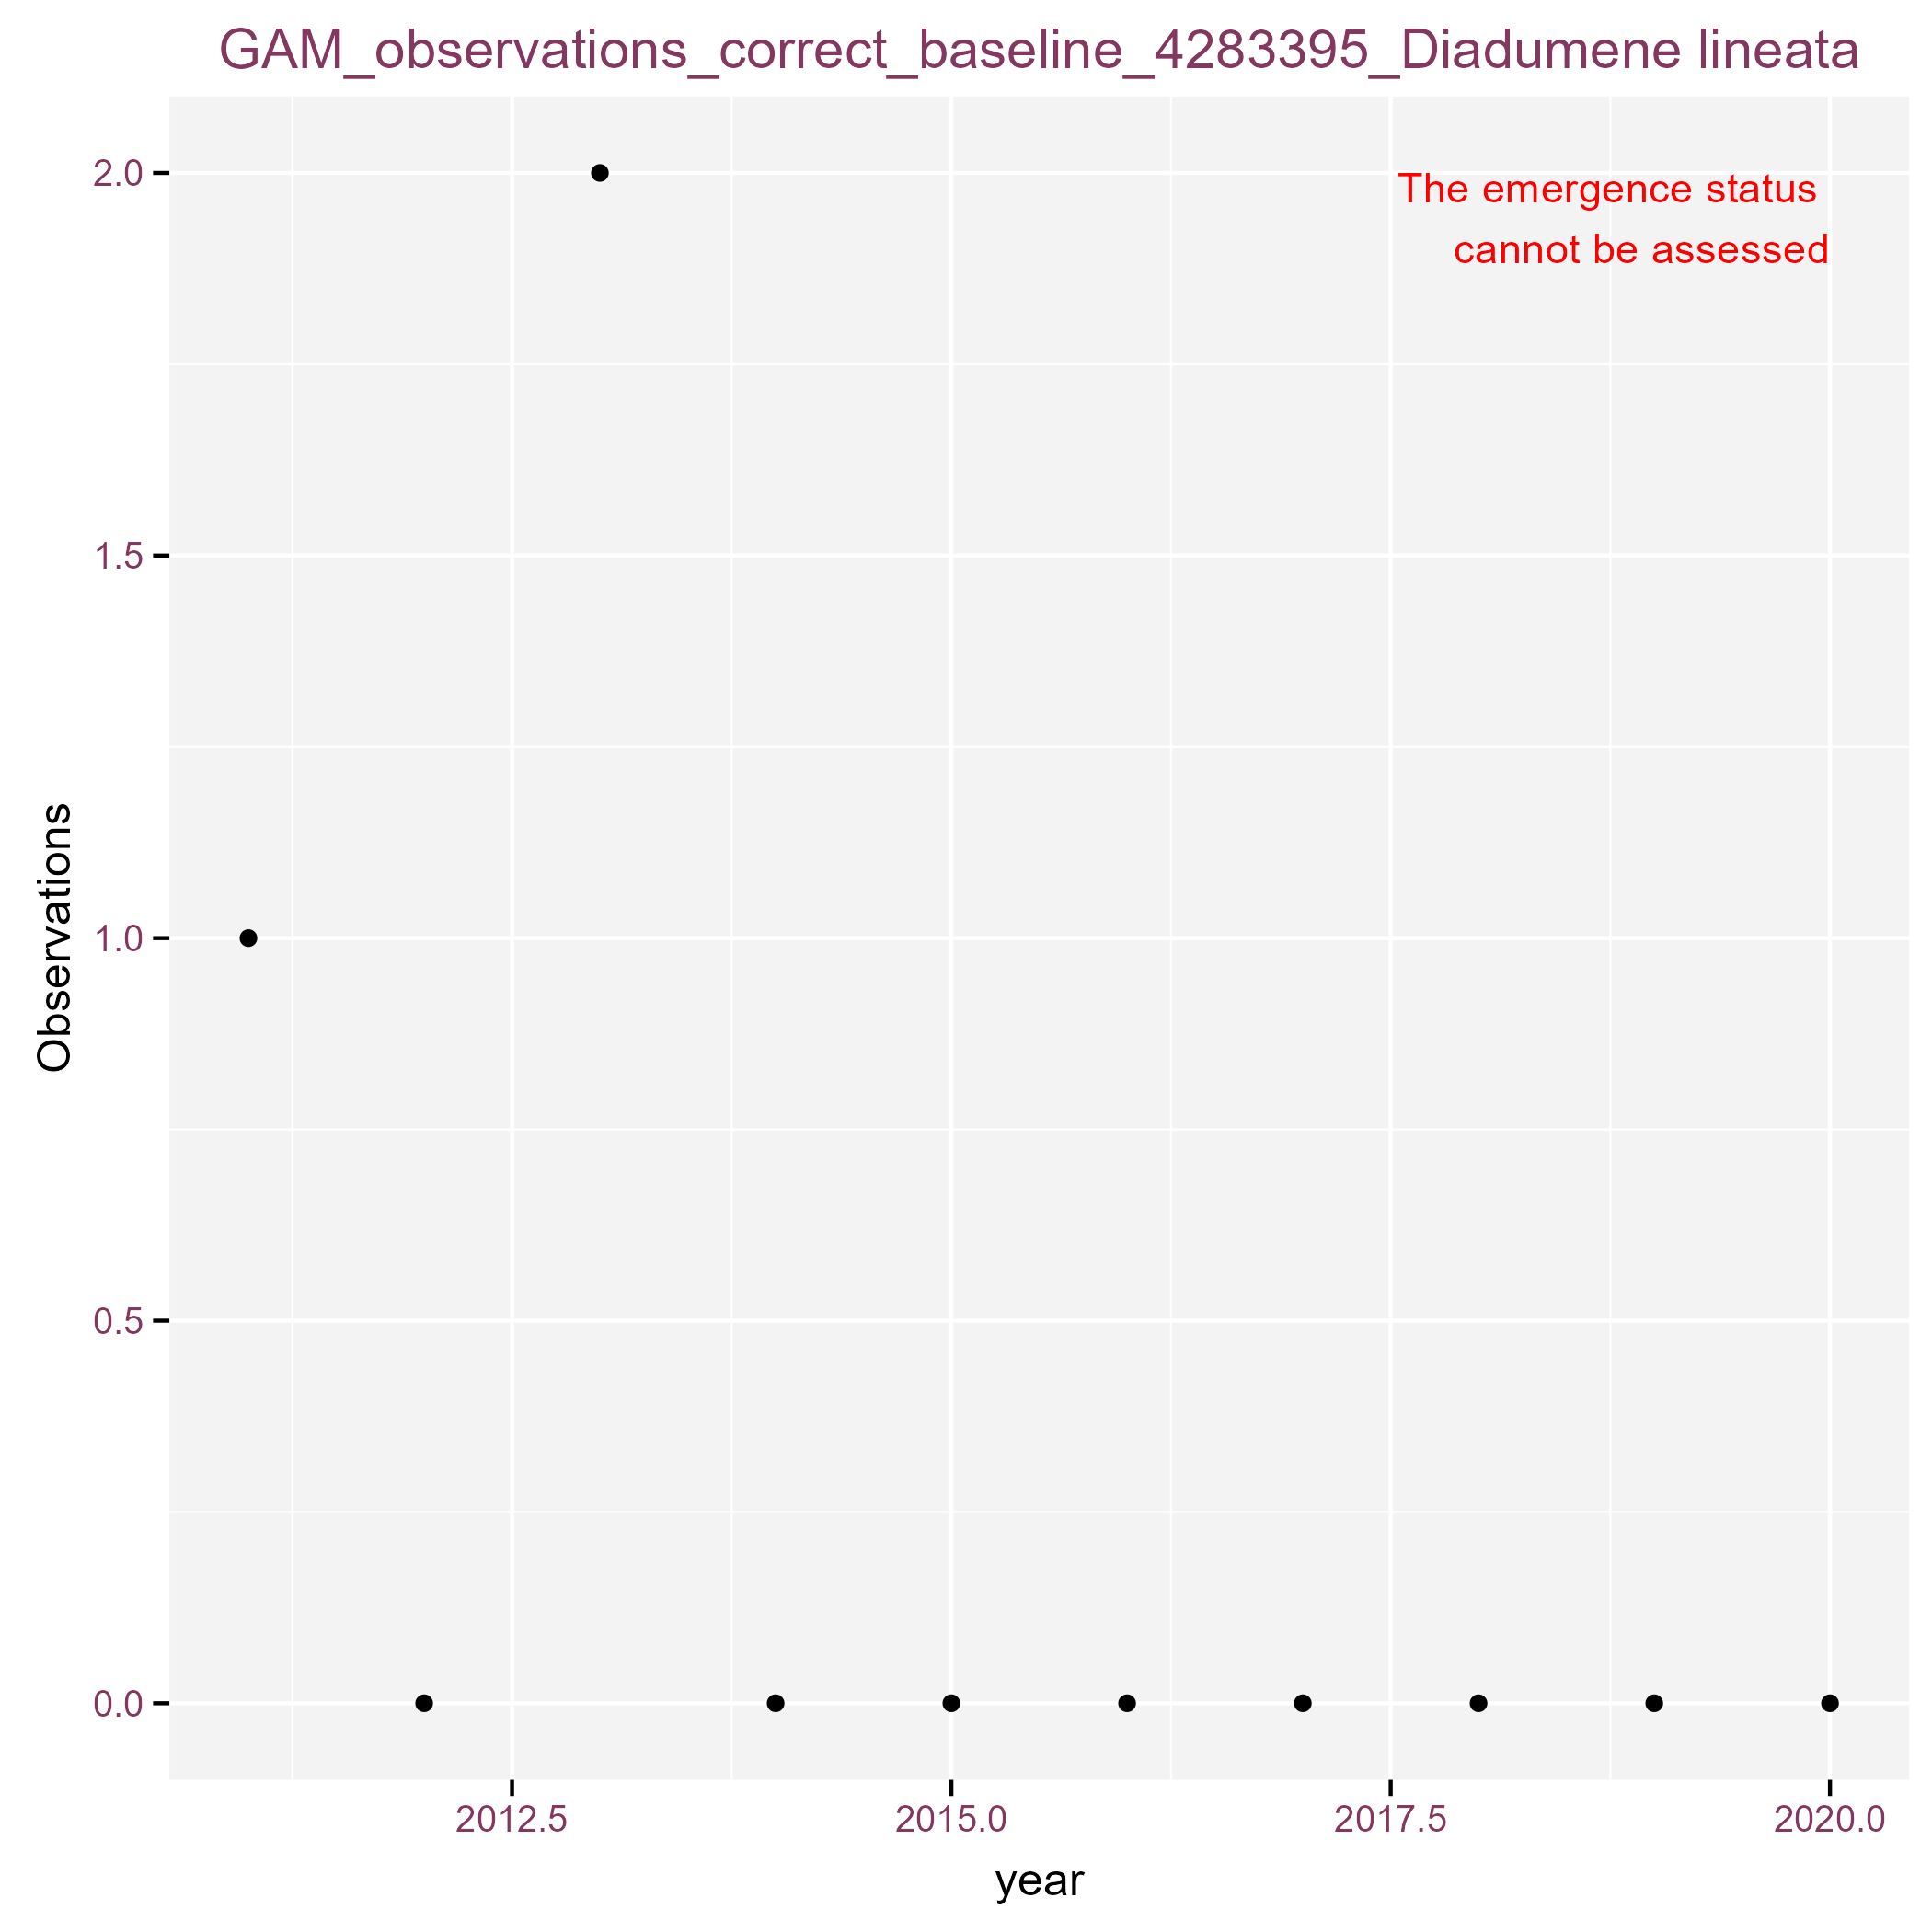 GAM_observations_correct_baseline_4283395_Diadumene lineata
The emergence status
cannot be assessed
2.0
1.5
1.0
0.5
0.0
Observations
2012.5
2015.0
2017.5
2020.0
year